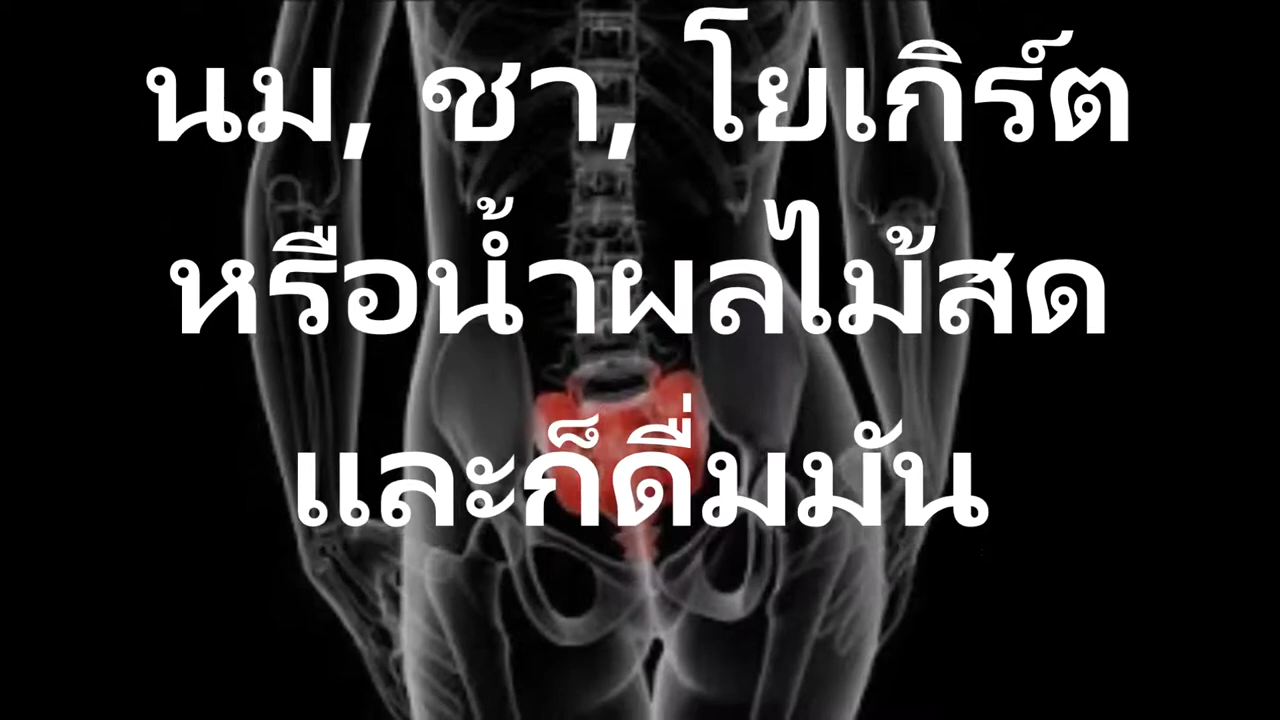 นม, ชา, โยเกิร์ต
หรือน้ำผลไม้สด
และก็ดื่มมัน